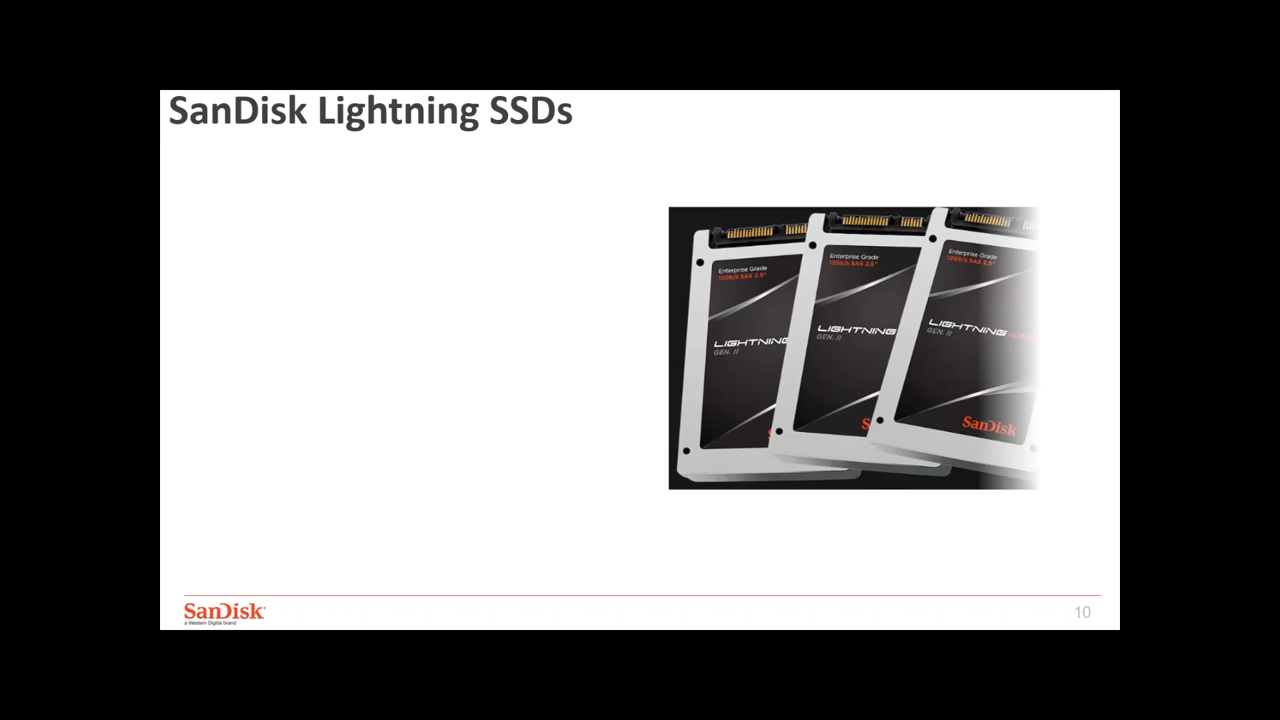 SanDisk Lightning SSDs
Enterprise Grade
12Gb/s SAS 2.5"
LIGHTNING
GEN. II
Enterprise Grade
12Gb/s SAS 2.5"
LIGHTNING
GEN. II
Enterprise Grade
12Gb/s SAS 2.5"
LIGHTNING
GEN. II
SanDisk
SanDisk®
a Western Digital brand
10